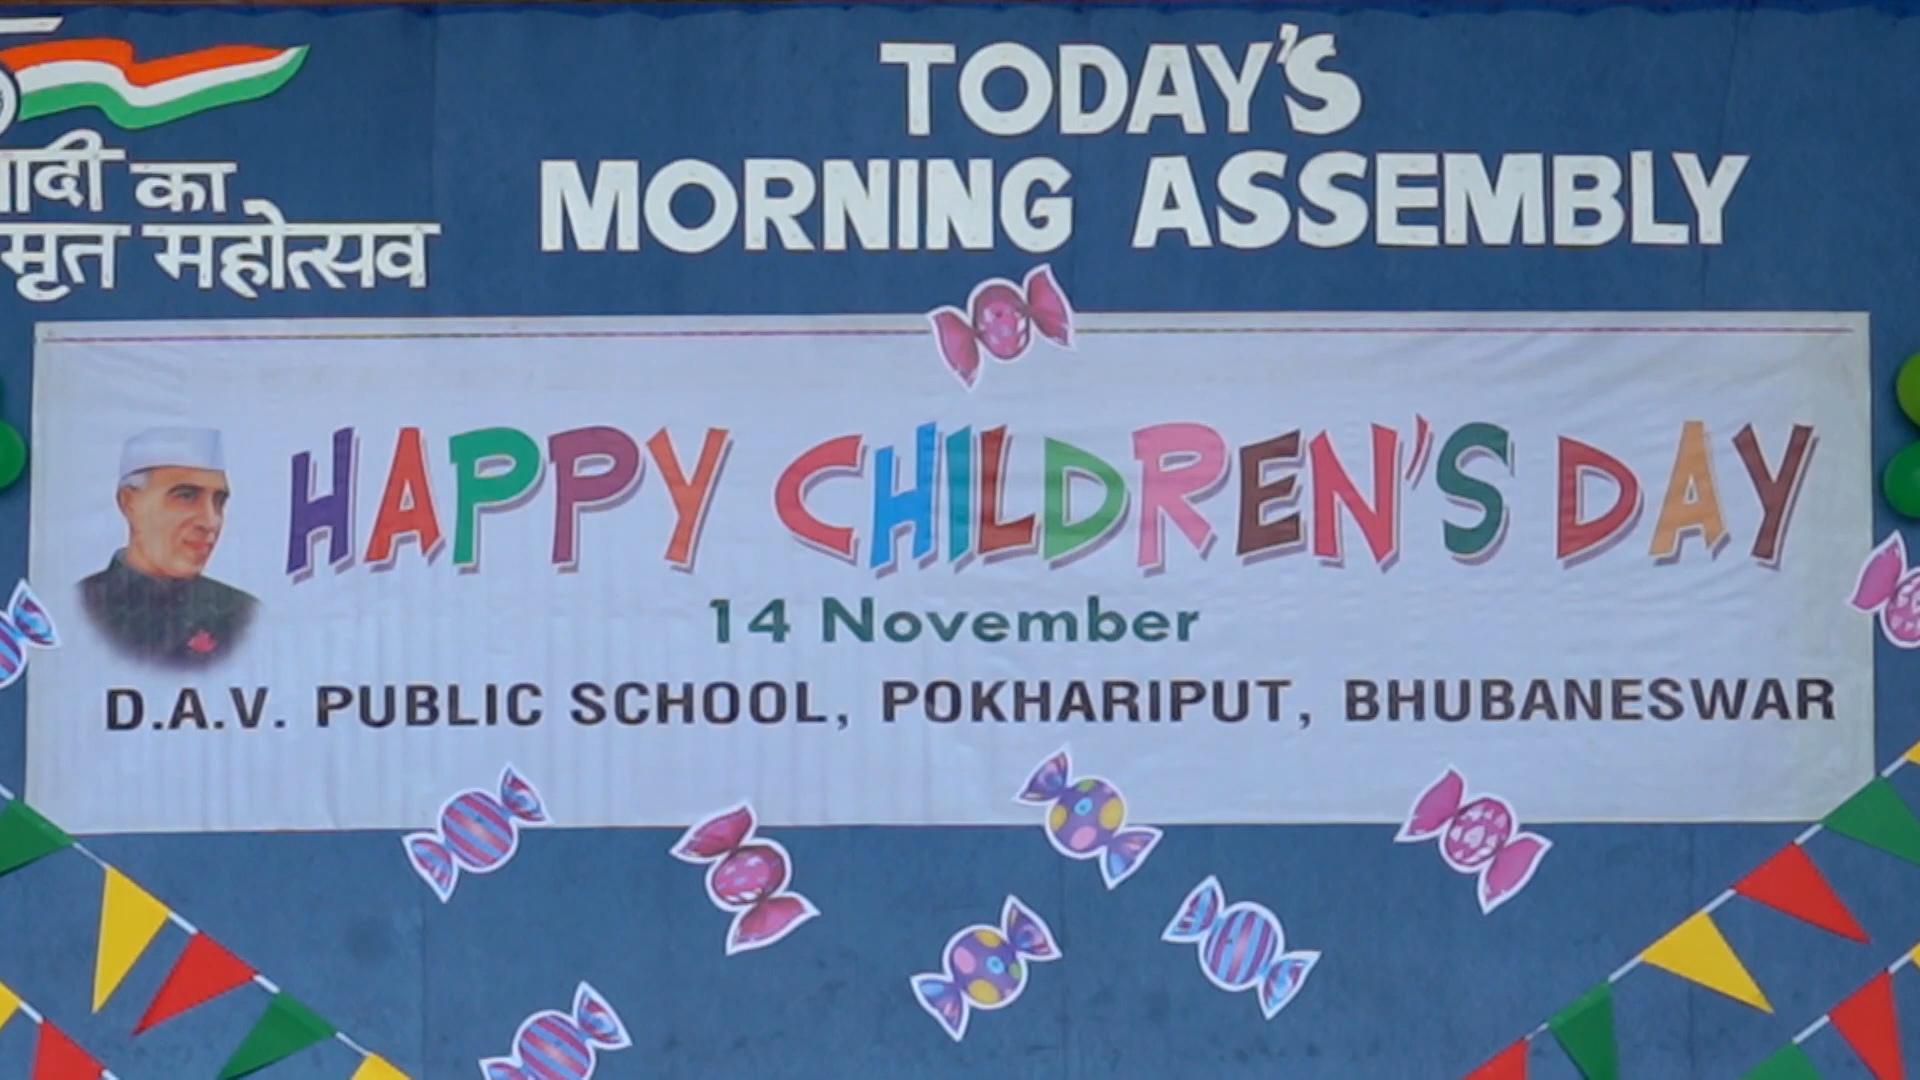 TODAY'S
MORNING ASSEMBLY
का
महोत्सव
HAPPY CHILDREN'S DAY
14 November
D.A.V. PUBLIC SCHOOL, POKHARIPUT, BHUBANESWAR